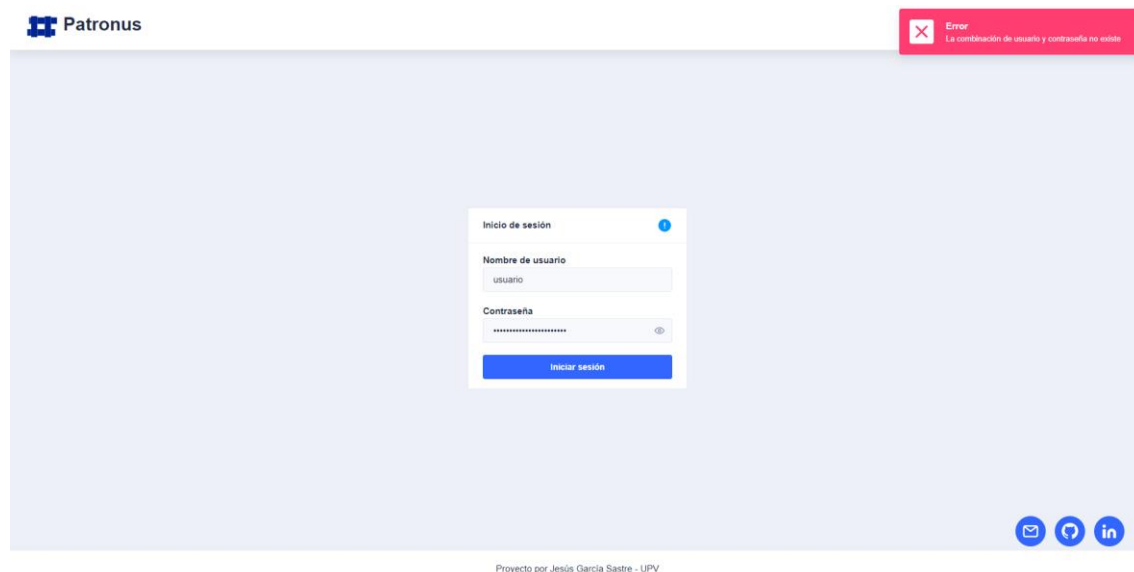 Patronus
Error
La combinación de usuario y contraseña no existe
Inicio de sesión
Nombre de usuario
usuario
Contraseña
••••••••••••••••••••••
Iniciar sesión
in
Proyecto por Jesús García Sastre - UPV